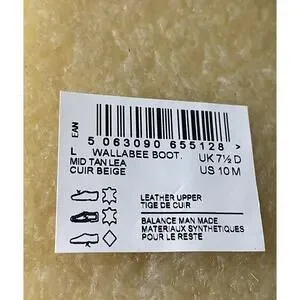 EAN
5 063090 655128 >
L WALLABEE BOOT. UK 7½ D
MID TAN LEA US 10 M
CUIR BEIGE
LEATHER UPPER
TIGE DE CUIR
BALANCE MAN MADE
MATERIAUX SYNTHETIQUES
POUR LE RESTE